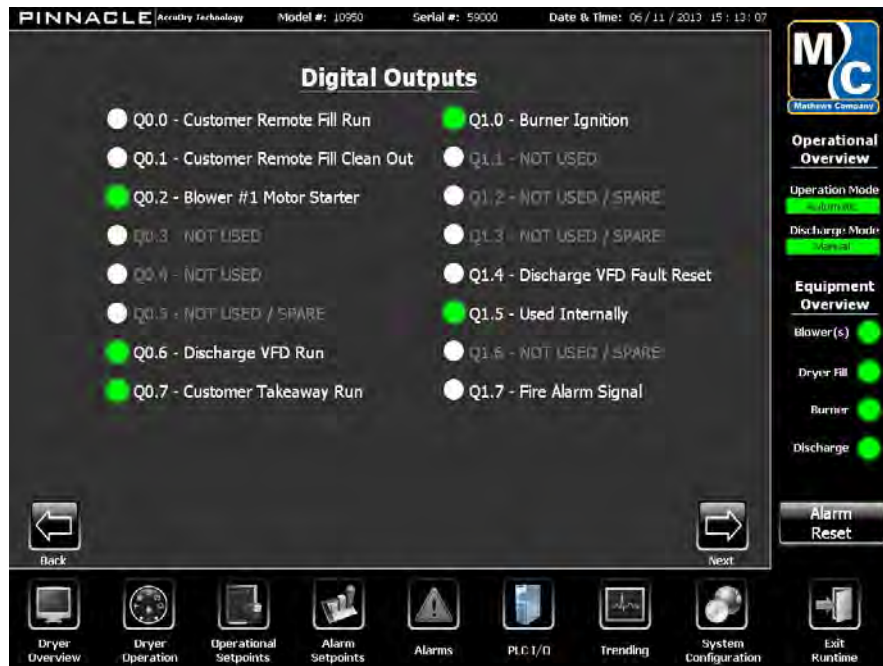 PINNACLE AccuDry Technology Model #: 10950 Serial #: 59000 Date & Time: 06/11/2013 15:13:07
Digital Outputs
Q0.0 - Customer Remote Fill Run
Q0.1 - Customer Remote Fill Clean Out
Q0.2 - Blower #1 Motor Starter
Q0.3 - NOT USED
Q0.4 - NOT USED
Q0.5 - NOT USED / SPARE
Q0.6 - Discharge VFD Run
Q0.7 - Customer Takeaway Run
Q1.0 - Burner Ignition
Q1.1 - NOT USED
Q1.2 - NOT USED / SPARE
Q1.3 - NOT USED / SPARE
Q1.4 - Discharge VFD Fault Reset
Q1.5 - Used Internally
Q1.6 - NOT USED / SPARE
Q1.7 - Fire Alarm Signal
Back
Next
MC
Mathews Company
Operational
Overview
Operation Mode
Automatic
Discharge Mode
Manual
Equipment
Overview
Blower(s)
Dryer Fill
Burner
Discharge
Alarm
Reset
Dryer
Overview
Dryer
Operation
Operational
Setpoints
Alarm
Setpoints
Alarms
PLC I/O
Trending
System
Configuration
Exit
Runtime